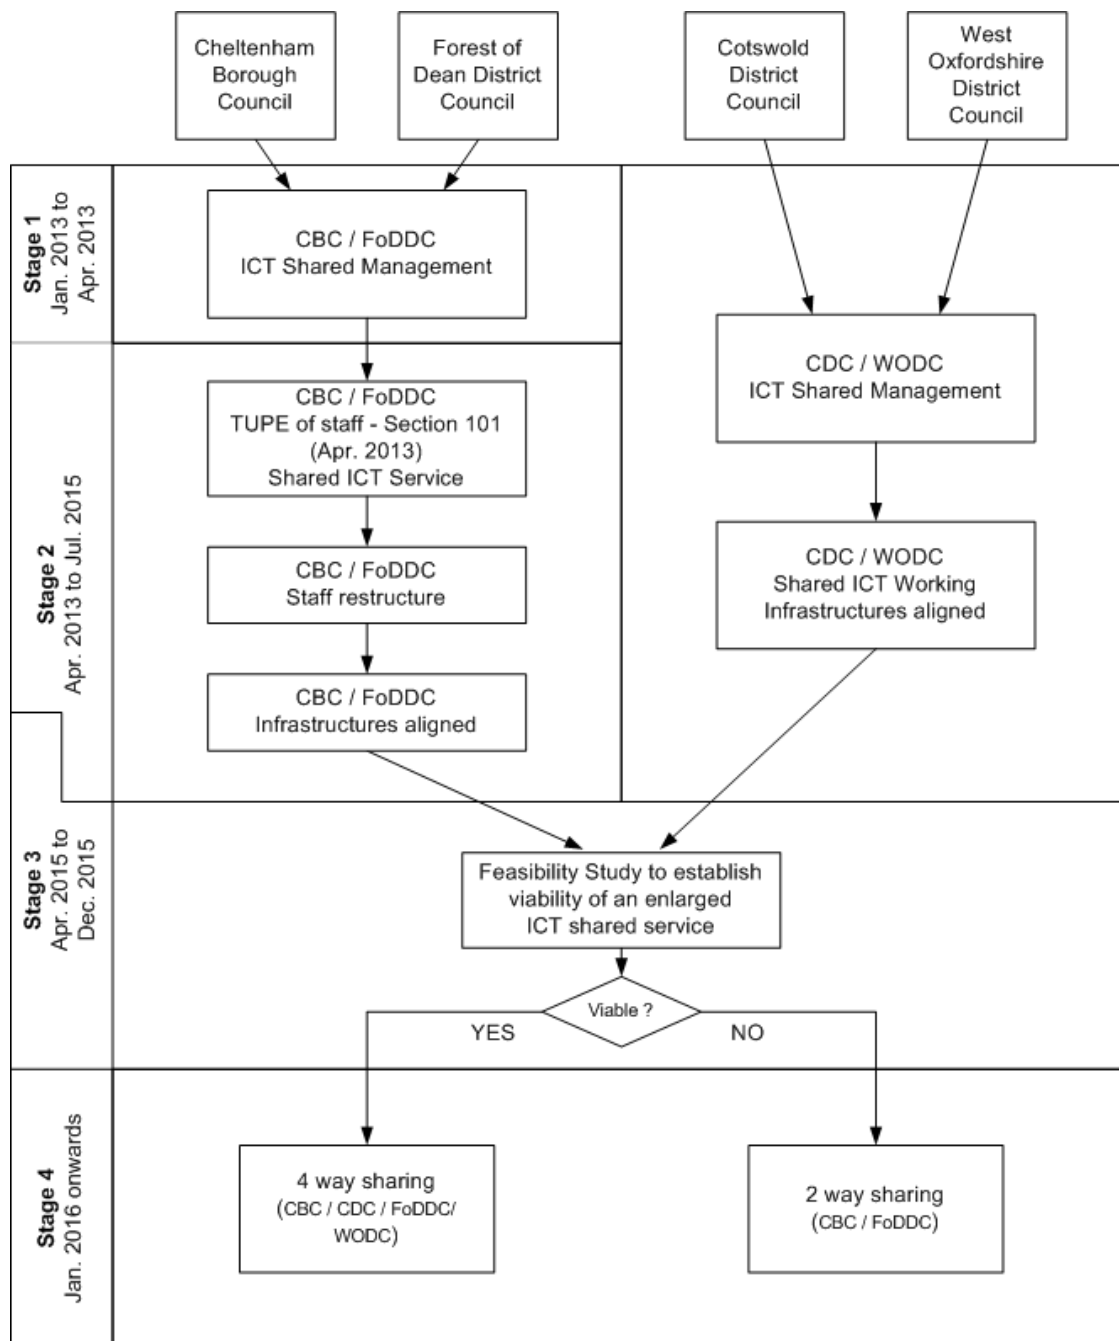 Cheltenham
Borough
Council
Forest of
Dean District
Council
Cotswold
District
Council
West
Oxfordshire
District
Council
Stage 1
Jan. 2013 to
Apr. 2013
CBC / FoDDC
ICT Shared Management
CDC / WODC
ICT Shared Management
Stage 2
Apr. 2013 to Jul. 2015
CBC / FoDDC
TUPE of staff - Section 101
(Apr. 2013)
Shared ICT Service
CBC / FoDDC
Staff restructure
CBC / FoDDC
Infrastructures aligned
CDC / WODC
Shared ICT Working
Infrastructures aligned
Stage 3
Apr. 2015 to
Dec. 2015
Feasibility Study to establish
viability of an enlarged
ICT shared service
Viable ?
YES
NO
Stage 4
Jan. 2016 onwards
4 way sharing
(CBC / CDC / FoDDC/
WODC)
2 way sharing
(CBC / FoDDC)